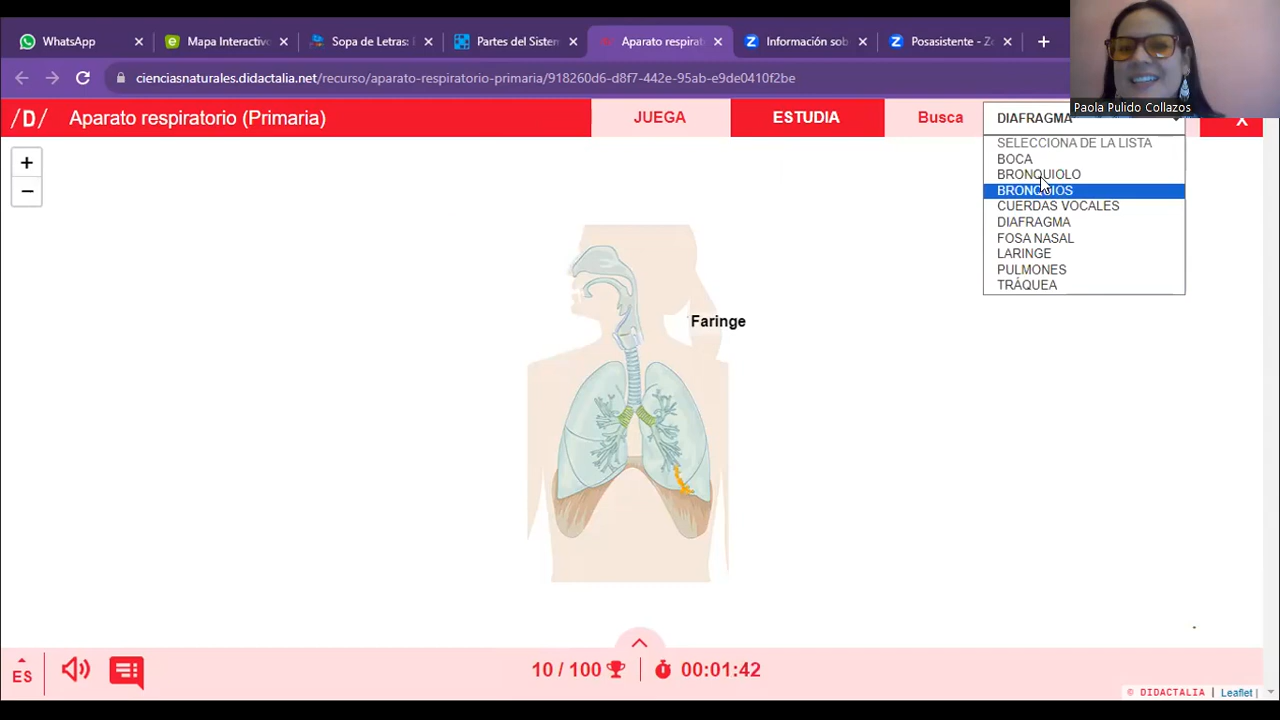 WhatsApp
Mapa Interactivo
Sopa de Letras:
Partes del Sistem
Aparato respirat
Información sob
Posasistente - Z
Paola Pulido Collazos
ciencias​naturales.didactalia.net/recurso/aparato-respiratorio-primaria/918260d6-d8f7-442e-95ab-e9de0410f2be
/D/ Aparato respiratorio (Primaria)
JUEGA
ESTUDIA
Busca
DIAFRAGMA
X
SELECCIONA DE LA LISTA
BOCA
BRONQUIOLO
BRONQUIOS
CUERDAS VOCALES
DIAFRAGMA
FOSA NASAL
LARINGE
PULMONES
TRÁQUEA
+
−
Faringe
ES
10 / 100
00:01:42
© DIDACTALIA | Leaflet |